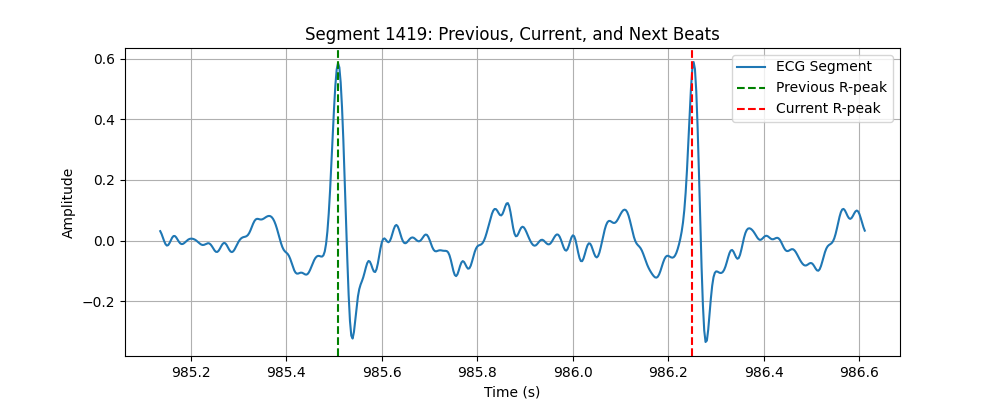 Segment 1419: Previous, Current, and Next Beats
0.6
0.4
0.2
0.0
−0.2
Amplitude
ECG Segment
Previous R-peak
Current R-peak
985.2 985.4 985.6 985.8 986.0 986.2 986.4 986.6
Time (s)